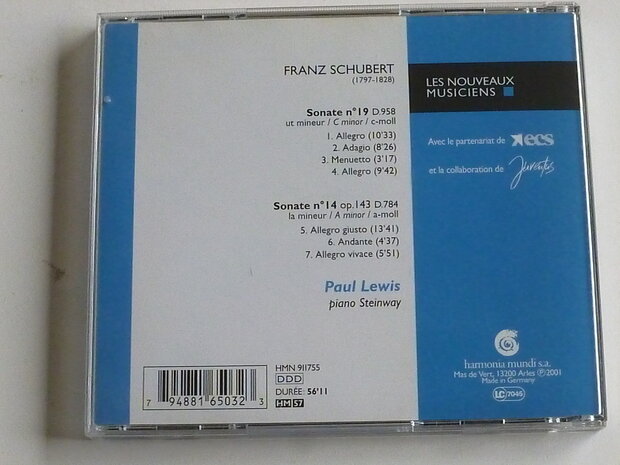 FRANZ SCHUBERT
(1797-1828)
Sonate n°19 D.958
ut mineur / C minor / c-moll
1. Allegro (10'33)
2. Adagio (8'26)
3. Menuetto (3'17)
4. Allegro (9'42)
Sonate n°14 op.143 D.784
la mineur / A minor / a-moll
5. Allegro giusto (13'41)
6. Andante (4'37)
7. Allegro vivace (5'51)
Paul Lewis
piano Steinway
7 94881 65032 3
HMN 911755
DDD
DURÉE: 56'11
HM 57
LES NOUVEAUX
MUSICIENS
Avec le partenariat de ecs
et la collaboration de Juventus
harmonia mundi s.a.
Mas de Vert, 13200 Arles ℗2001
Made in Germany
LC 7045